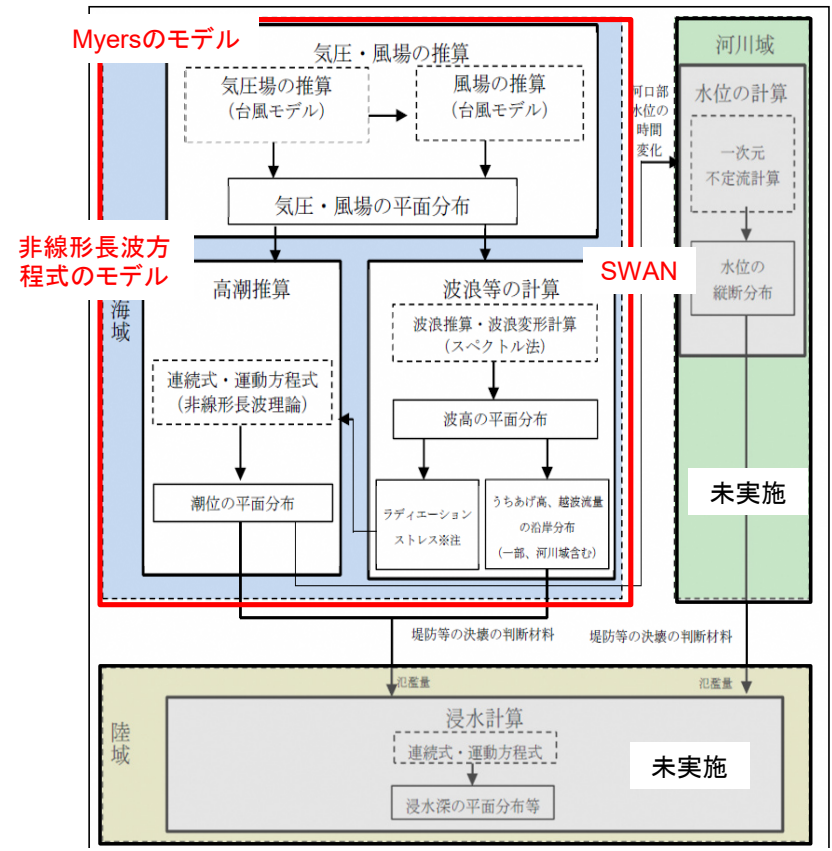 Myersのモデル
気圧・風場の推算
気圧場の推算
(台風モデル)
風場の推算
(台風モデル)
気圧・風場の平面分布
非線形長波方
程式のモデル
海域
高潮推算
連続式・運動方程式
(非線形長波理論)
潮位の平面分布
SWAN
波浪等の計算
波浪推算・波浪変形計算
(スペクトル法)
波高の平面分布
ラディエーション
ストレス※注
うちあげ高、越波流量
の沿岸分布
(一部、河川域含む)
河口部
水位の
時間
変化
河川域
水位の計算
一次元
不定流計算
水位の
縦断分布
未実施
堤防等の決壊の判断材料
堤防等の決壊の判断材料
氾濫量
氾濫量
陸域
浸水計算
連続式・運動方程式
浸水深の平面分布等
未実施